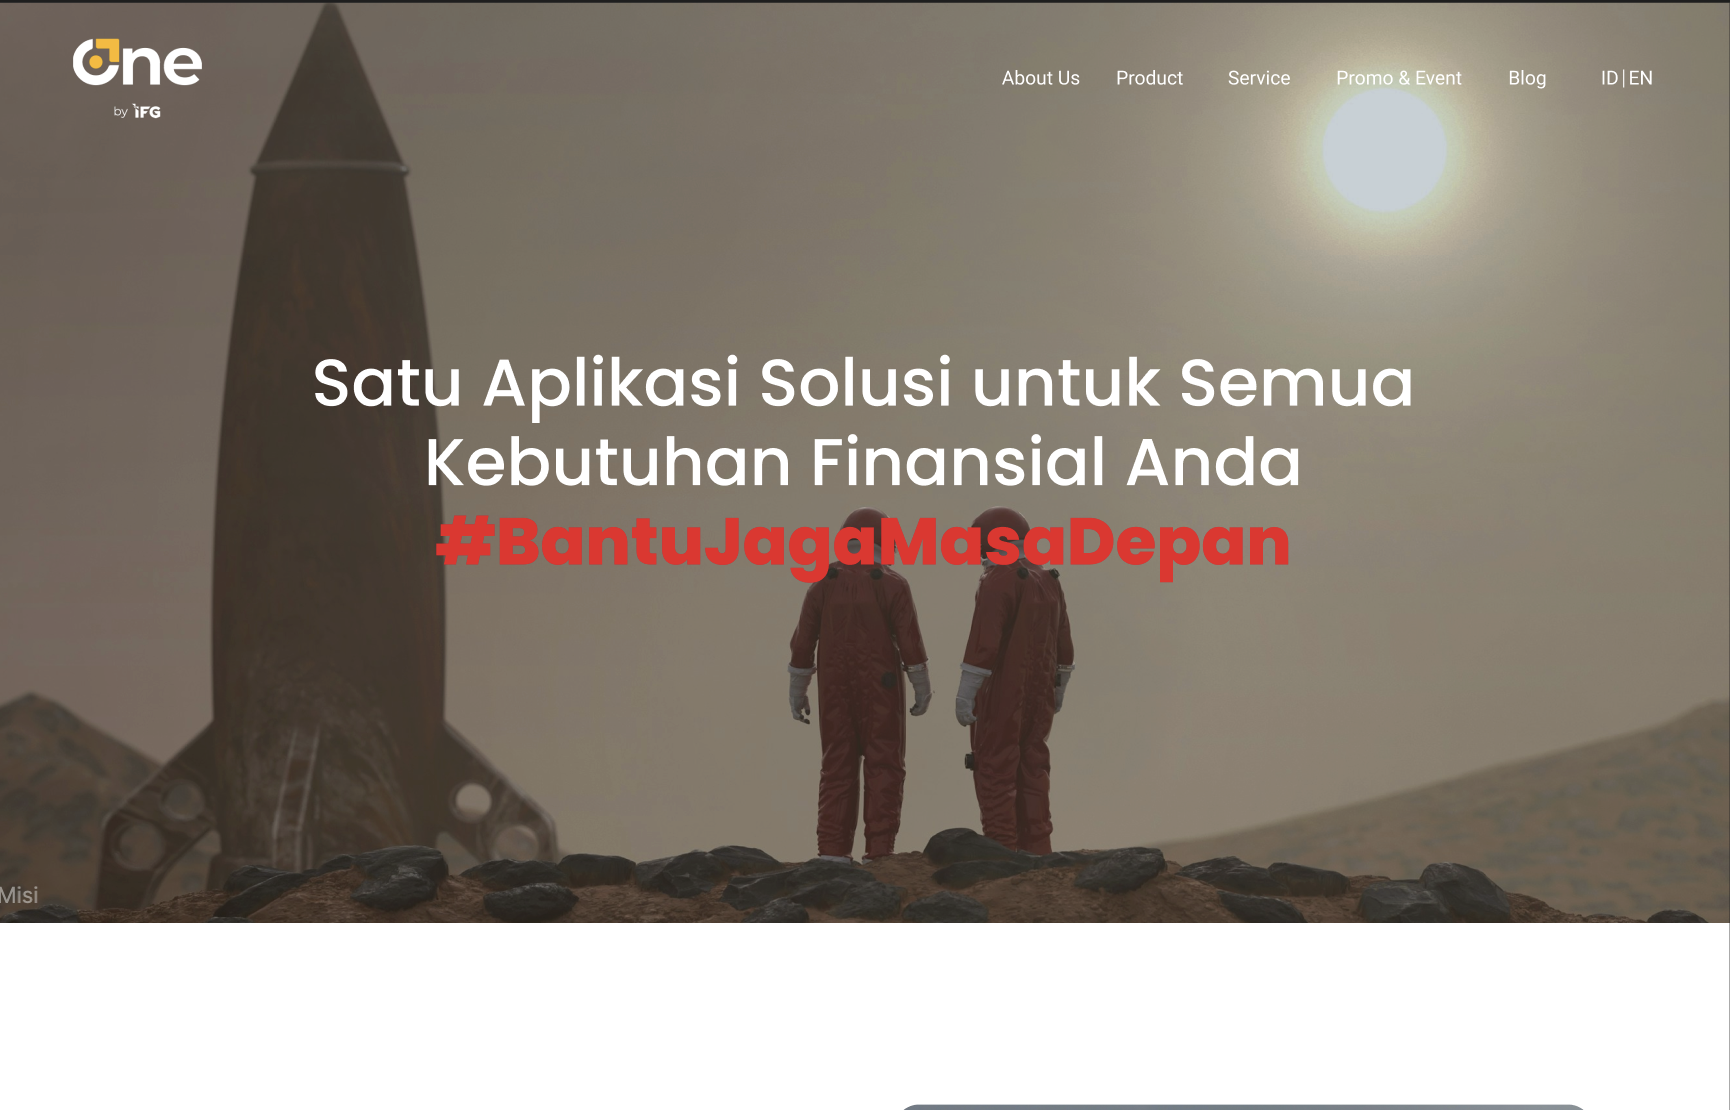 One
by IFG
About Us
Product
Service
Promo & Event
Blog
ID|EN
Satu Aplikasi Solusi untuk Semua
Kebutuhan Finansial Anda
#BantuJagaMasaDepan
Misi